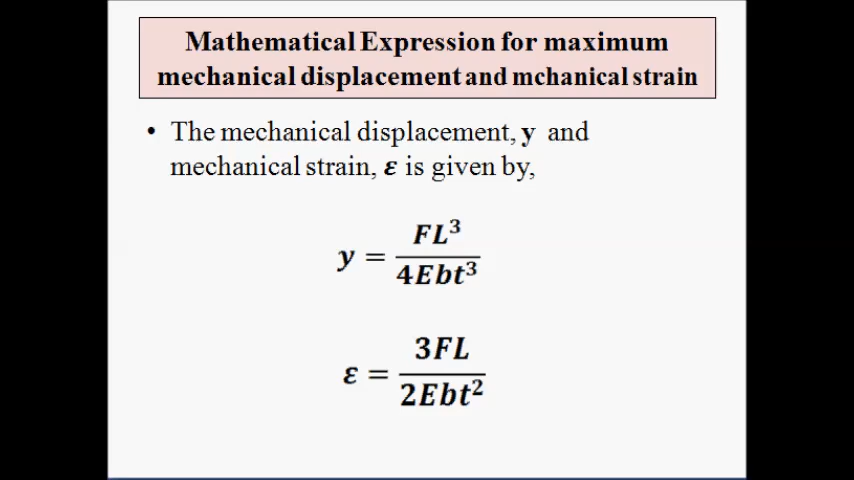 Mathematical Expression for maximum
mechanical displacement and mchanical strain
• The mechanical displacement, y and
mechanical strain, ε is given by,
y = FL³ / 4Ebt³
ε = 3FL / 2Ebt²